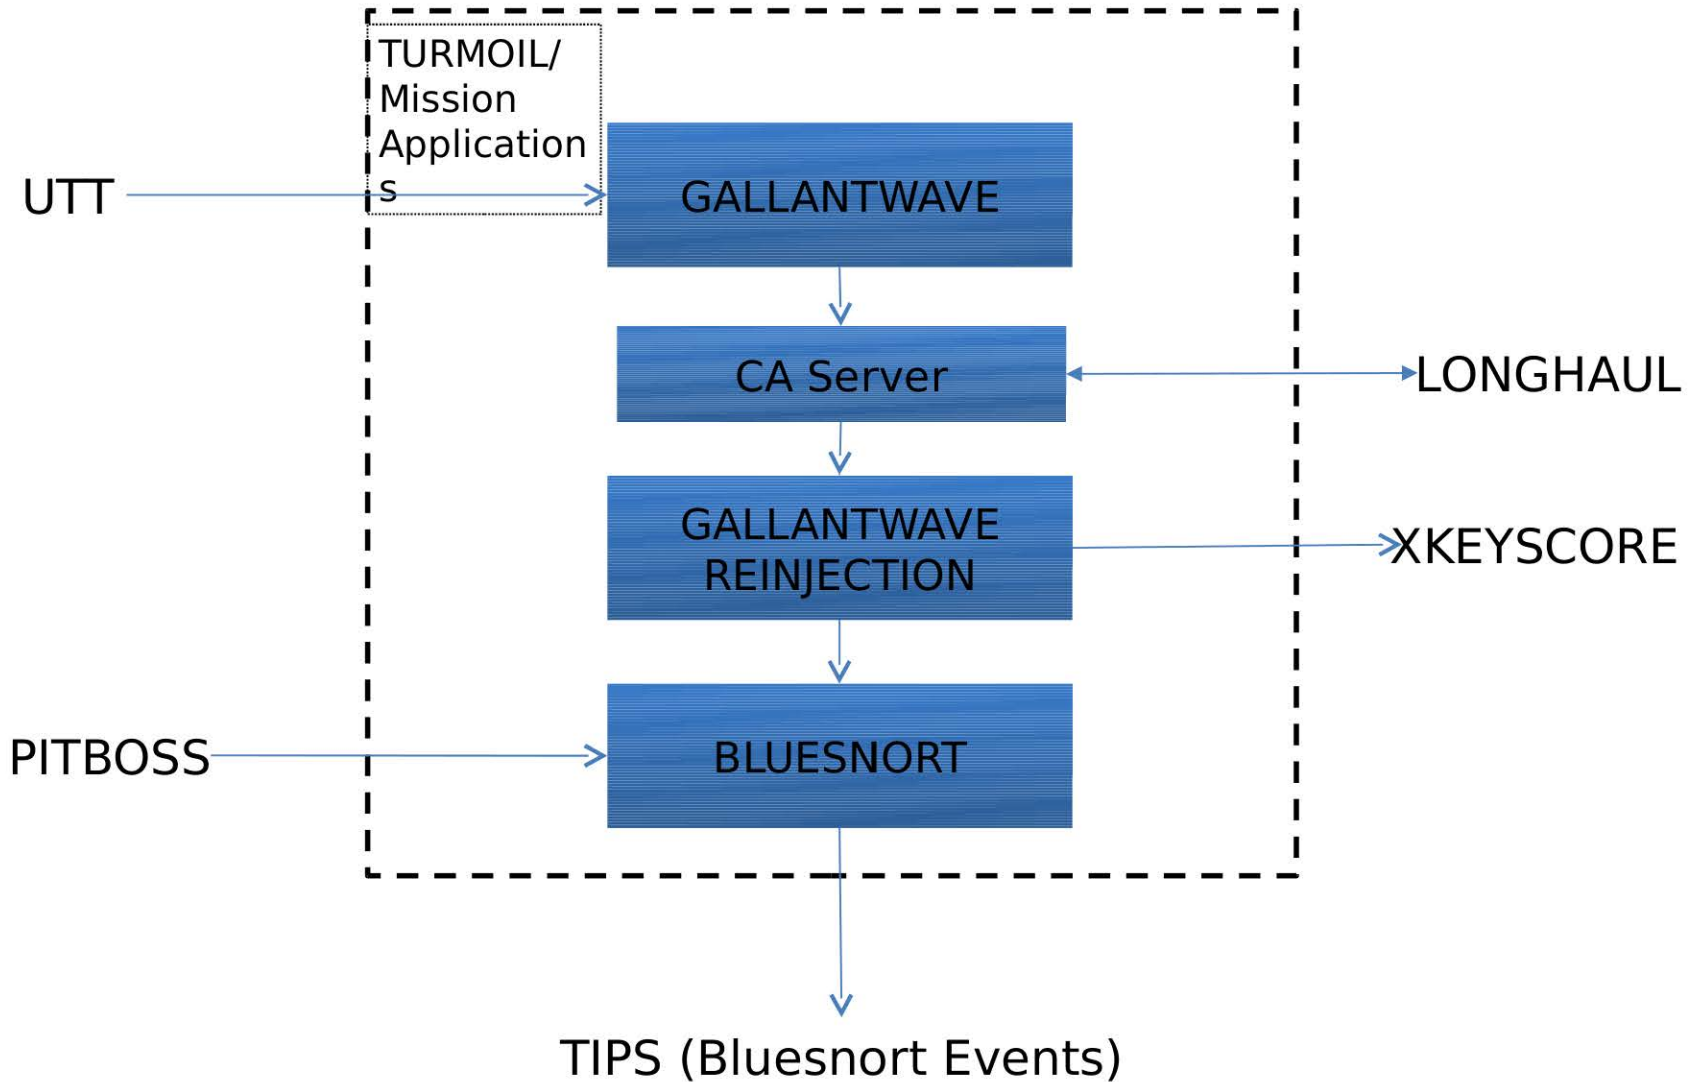 TURMOIL/
Mission
Application
s
UTT
GALLANTWAVE
CA Server
LONGHAUL
GALLANTWAVE
REINJECTION
XKEYSCORE
PITBOSS
BLUESNORT
TIPS (Bluesnort Events)